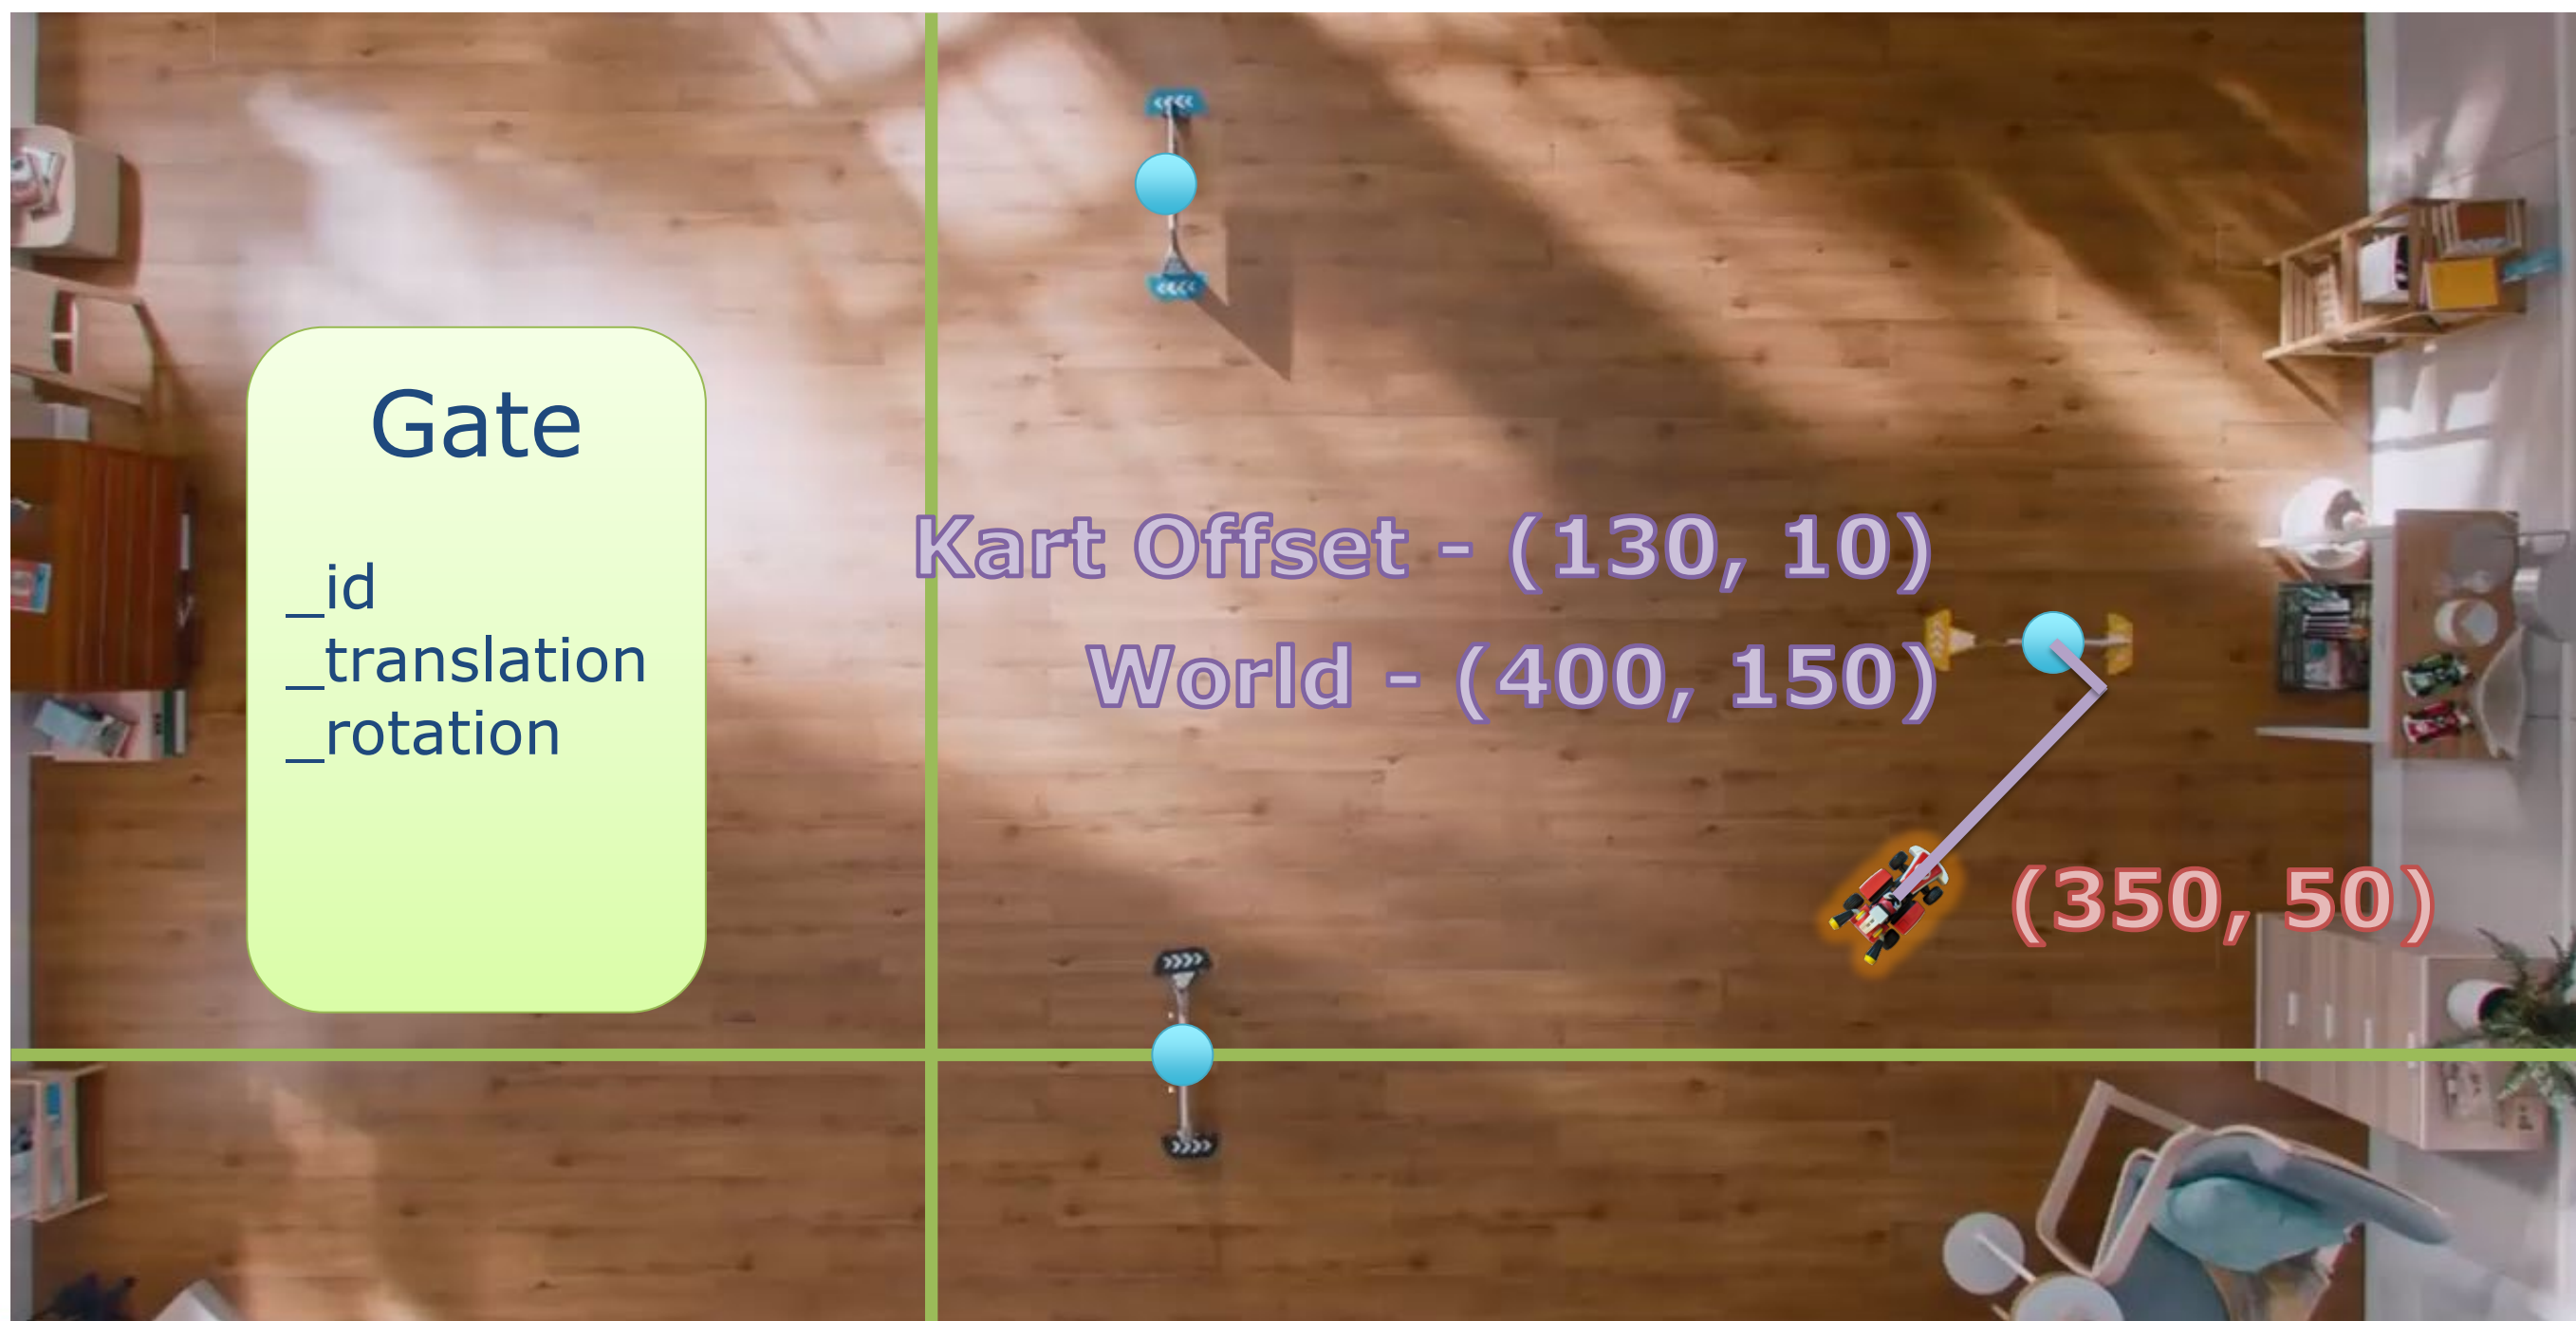 Gate
_id
_translation
_rotation
Kart Offset - (130, 10)
World - (400, 150)
(350, 50)